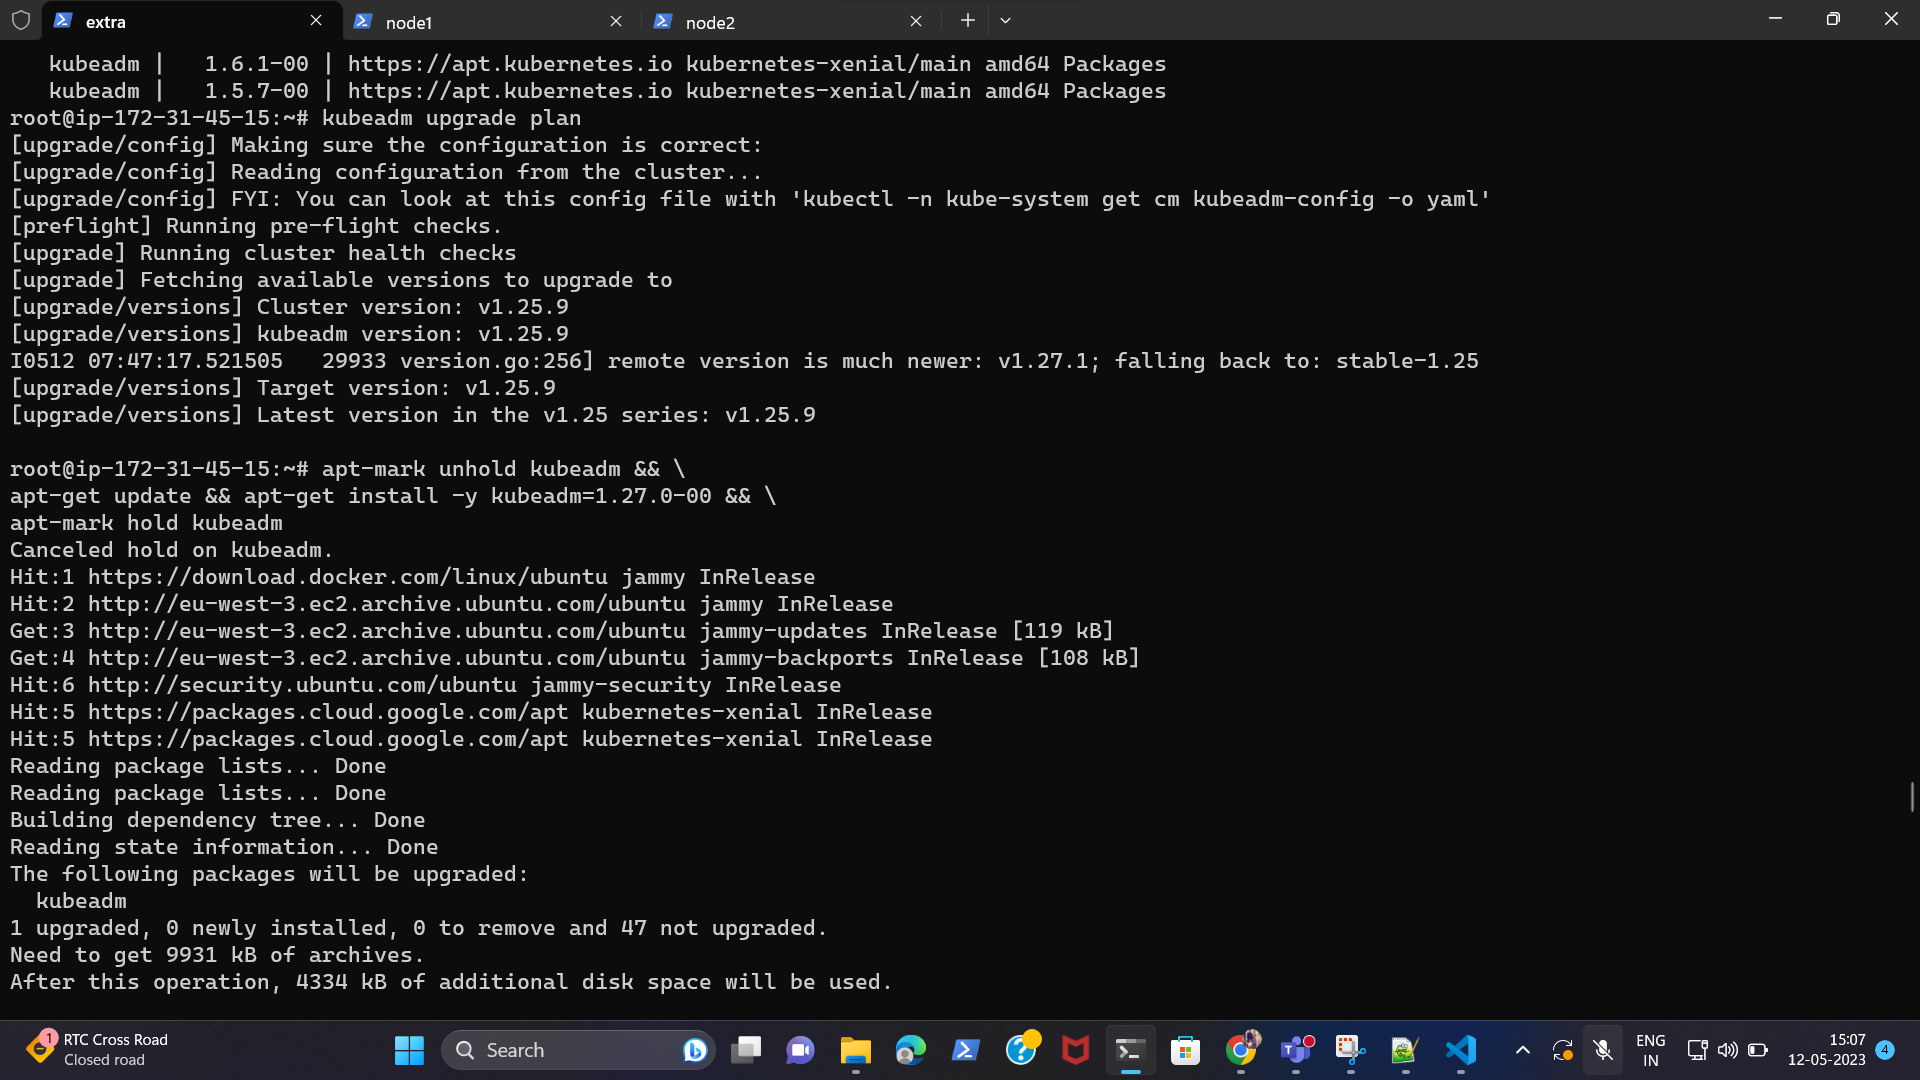 extra
node1
node2
kubeadm |   1.6.1-00 | https://apt.kubernetes.io kubernetes-xenial/main amd64 Packages
kubeadm |   1.5.7-00 | https://apt.kubernetes.io kubernetes-xenial/main amd64 Packages
root@ip-172-31-45-15:~# kubeadm upgrade plan
[upgrade/config] Making sure the configuration is correct:
[upgrade/config] Reading configuration from the cluster...
[upgrade/config] FYI: You can look at this config file with 'kubectl -n kube-system get cm kubeadm-config -o yaml'
[preflight] Running pre-flight checks.
[upgrade] Running cluster health checks
[upgrade] Fetching available versions to upgrade to
[upgrade/versions] Cluster version: v1.25.9
[upgrade/versions] kubeadm version: v1.25.9
I0512 07:47:17.521505   29933 version.go:256] remote version is much newer: v1.27.1; falling back to: stable-1.25
[upgrade/versions] Target version: v1.25.9
[upgrade/versions] Latest version in the v1.25 series: v1.25.9
root@ip-172-31-45-15:~# apt-mark unhold kubeadm && \
apt-get update && apt-get install -y kubeadm=1.27.0-00 && \
apt-mark hold kubeadm
Canceled hold on kubeadm.
Hit:1 https://download.docker.com/linux/ubuntu jammy InRelease
Hit:2 http://eu-west-3.ec2.archive.ubuntu.com/ubuntu jammy InRelease
Get:3 http://eu-west-3.ec2.archive.ubuntu.com/ubuntu jammy-updates InRelease [119 kB]
Get:4 http://eu-west-3.ec2.archive.ubuntu.com/ubuntu jammy-backports InRelease [108 kB]
Hit:6 http://security.ubuntu.com/ubuntu jammy-security InRelease
Hit:5 https://packages.cloud.google.com/apt kubernetes-xenial InRelease
Hit:5 https://packages.cloud.google.com/apt kubernetes-xenial InRelease
Reading package lists... Done
Reading package lists... Done
Building dependency tree... Done
Reading state information... Done
The following packages will be upgraded:
kubeadm
1 upgraded, 0 newly installed, 0 to remove and 47 not upgraded.
Need to get 9931 kB of archives.
After this operation, 4334 kB of additional disk space will be used.
1
RTC Cross Road
Closed road
Search
ENG
IN
15:07
12-05-2023
4